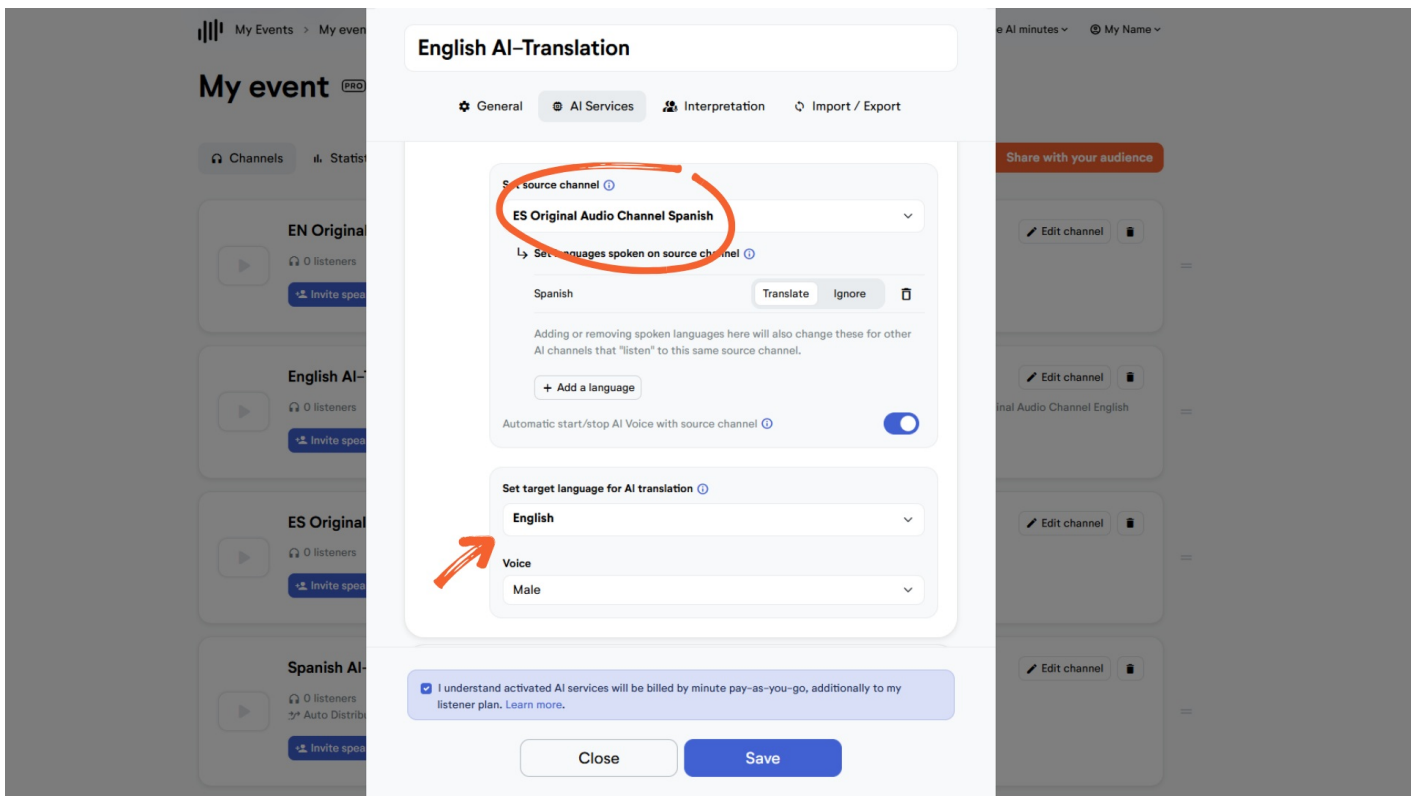 My Events > My even
e AI minutes
My Name
My event PRO
Channels
Statist
Share with your audience
EN Original
0 listeners
Invite spea
Edit channel
English AI-
0 listeners
Invite spea
Edit channel
inal Audio Channel English
ES Original
0 listeners
Invite spea
Edit channel
Spanish AI-
0 listeners
Auto Distrib
Invite spea
Edit channel
English AI-Translation
General
AI Services
Interpretation
Import / Export
Set source channel
ES Original Audio Channel Spanish
Set languages spoken on source channel
Spanish
Translate
Ignore
Adding or removing spoken languages here will also change these for other
AI channels that "listen" to this same source channel.
+ Add a language
Automatic start/stop AI Voice with source channel
Set target language for AI translation
English
Voice
Male
I understand activated AI services will be billed by minute pay-as-you-go, additionally to my
listener plan. Learn more.
Close
Save